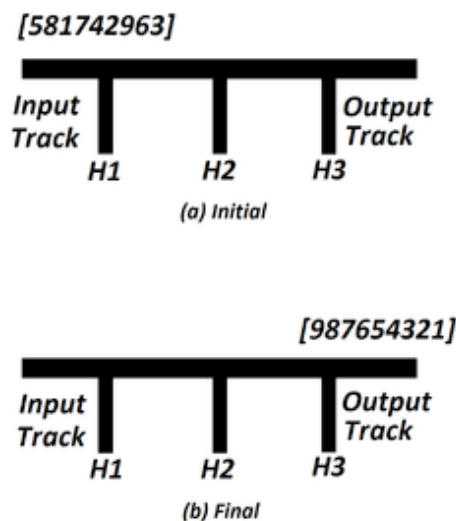 [581742963]
Input Track
Output Track
H1 H2 H3
(a) Initial
[987654321]
Input Track
Output Track
H1 H2 H3
(b) Final